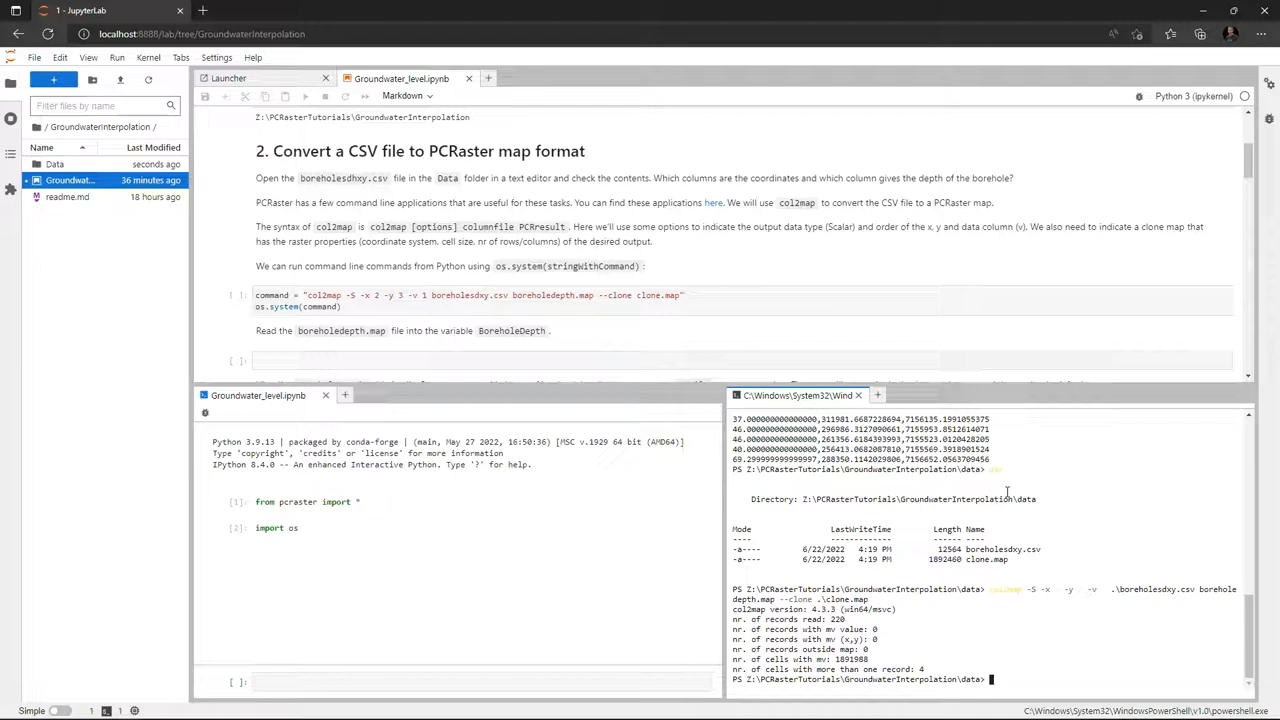 1 - JupyterLab
localhost:8888/lab/tree/GroundwaterInterpolation
File Edit View Run Kernel Tabs Settings Help
Launcher
Groundwater_level.ipynb
Markdown
Python 3 (ipykernel)
Filter files by name
/ GroundwaterInterpolation /
Name Last Modified
Data seconds ago
Groundwat... 36 minutes ago
readme.md 18 hours ago
Z:\PCRasterTutorials\GroundwaterInterpolation
2. Convert a CSV file to PCRaster map format
Open the boreholesdhxy.csv file in the Data folder in a text editor and check the contents. Which columns are the coordinates and which column gives the depth of the borehole?
PCRaster has a few command line applications that are useful for these tasks. You can find these applications here. We will use col2map to convert the CSV file to a PCRaster map.
The syntax of col2map is col2map [options] columnfile PCRresult. Here we'll use some options to indicate the output data type (Scalar) and order of the x, y and data column (v). We also need to indicate a clone map that
has the raster properties (coordinate system, cell size, nr of rows/columns) of the desired output.
We can run command line commands from Python using os.system(stringWithCommand) :
[ ]: command = "col2map -S -x 2 -y 3 -v 1 boreholesdxy.csv boreholedepth.map --clone clone.map"
os.system(command)
Read the boreholedepth.map file into the variable BoreholeDepth .
[ ]:
Groundwater_level.ipynb
Python 3.9.13 | packaged by conda-forge | (main, May 27 2022, 16:50:36) [MSC v.1929 64 bit (AMD64)]
Type 'copyright', 'credits' or 'license' for more information
IPython 8.4.0 -- An enhanced Interactive Python. Type '?' for help.
[1]: from pcraster import *
[2]: import os
[ ]:
C:\Windows\System32\Wind
37.000000000000000,311981.6687228694,7156135.1991055375
46.000000000000000,296986.3127090661,7155953.8512614071
46.000000000000000,261356.6184393993,7155523.0120428205
40.000000000000000,256413.0682087810,7155569.3918901524
69.299999999999997,288350.1142029806,7156652.0563709456
PS Z:\PCRasterTutorials\GroundwaterInterpolation\data> dir
Directory: Z:\PCRasterTutorials\GroundwaterInterpolation\data
Mode LastWriteTime Length Name
---- ------------- ------ ----
-a---- 6/22/2022 4:19 PM 12564 boreholesdxy.csv
-a---- 6/22/2022 4:19 PM 1892460 clone.map
PS Z:\PCRasterTutorials\GroundwaterInterpolation\data> col2map -S -x -y -v .\boreholesdxy.csv borehole
depth.map --clone .\clone.map
col2map version: 4.3.3 (win64/msvc)
nr. of records read: 220
nr. of records with mv value: 0
nr. of records with mv (x,y): 0
nr. of records outside map: 0
nr. of cells with mv: 1891988
nr. of cells with more than one record: 4
PS Z:\PCRasterTutorials\GroundwaterInterpolation\data>
Simple 1 1
C:\Windows\System32\WindowsPowerShell\v1.0\powershell.exe